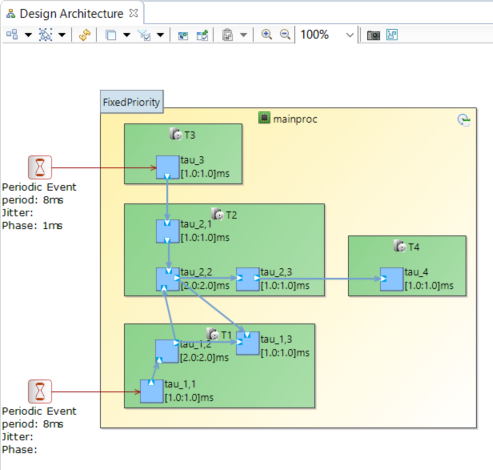 Design Architecture
100%
FixedPriority
mainproc
T3
tau_3
[1.0:1.0]ms
Periodic Event
period: 8ms
Jitter:
Phase: 1ms
T2
tau_2,1
[1.0:1.0]ms
tau_2,2
[2.0:2.0]ms
tau_2,3
[1.0:1.0]ms
T4
tau_4
[1.0:1.0]ms
T1
tau_1,2
[2.0:2.0]ms
tau_1,3
[1.0:1.0]ms
tau_1,1
[1.0:1.0]ms
Periodic Event
period: 8ms
Jitter:
Phase: